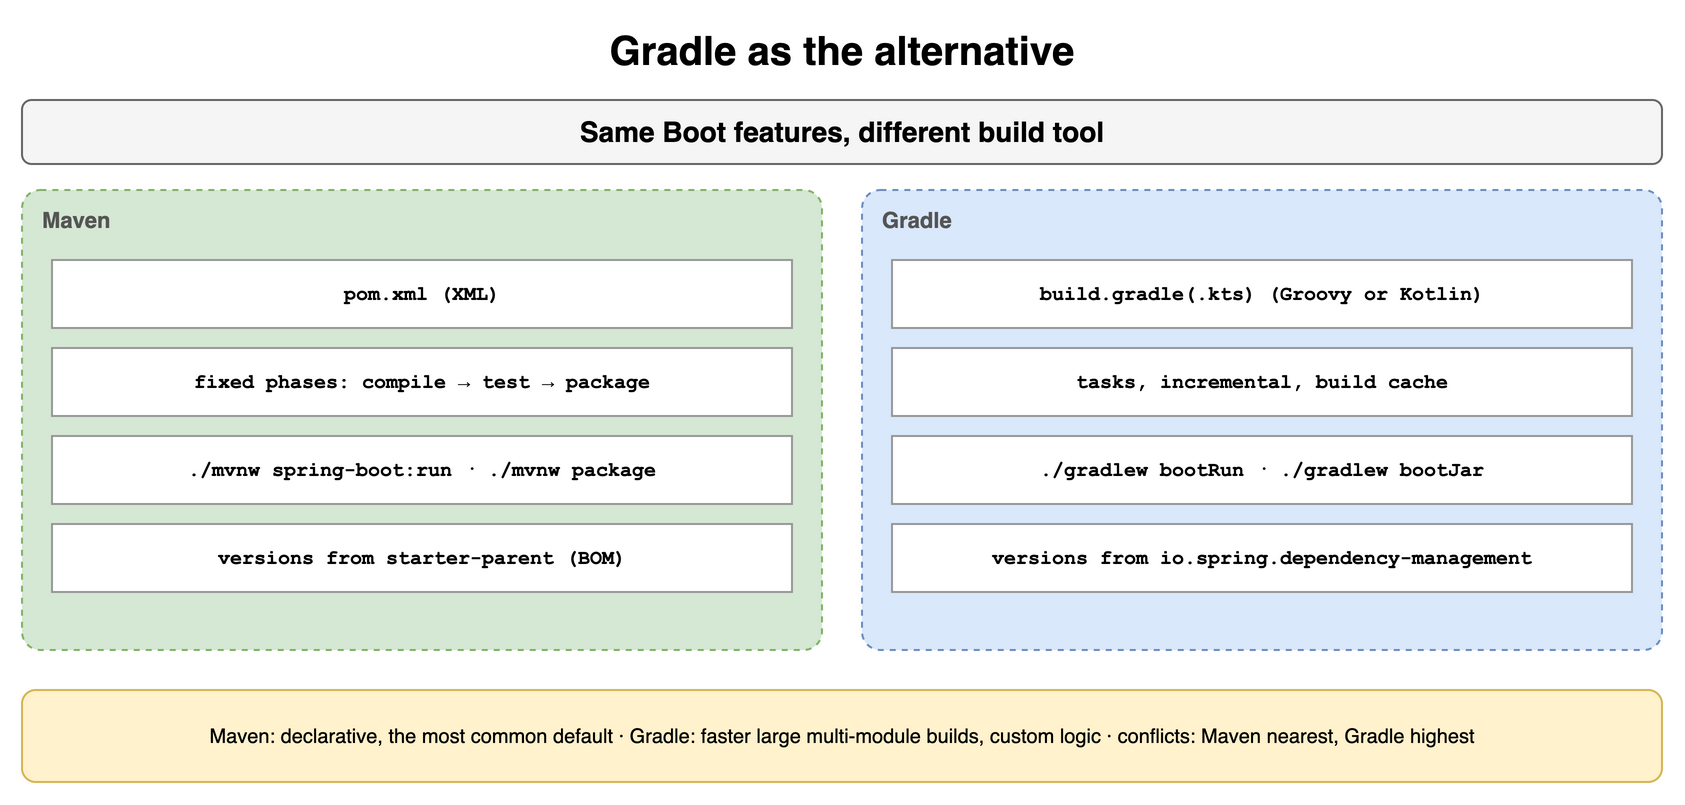 Gradle as the alternative
Same Boot features, different build tool
Maven
pom.xml (XML)
fixed phases: compile → test → package
./mvnw spring-boot:run · ./mvnw package
versions from starter-parent (BOM)
Gradle
build.gradle(.kts) (Groovy or Kotlin)
tasks, incremental, build cache
./gradlew bootRun · ./gradlew bootJar
versions from io.spring.dependency-management
Maven: declarative, the most common default · Gradle: faster large multi-module builds, custom logic · conflicts: Maven nearest, Gradle highest